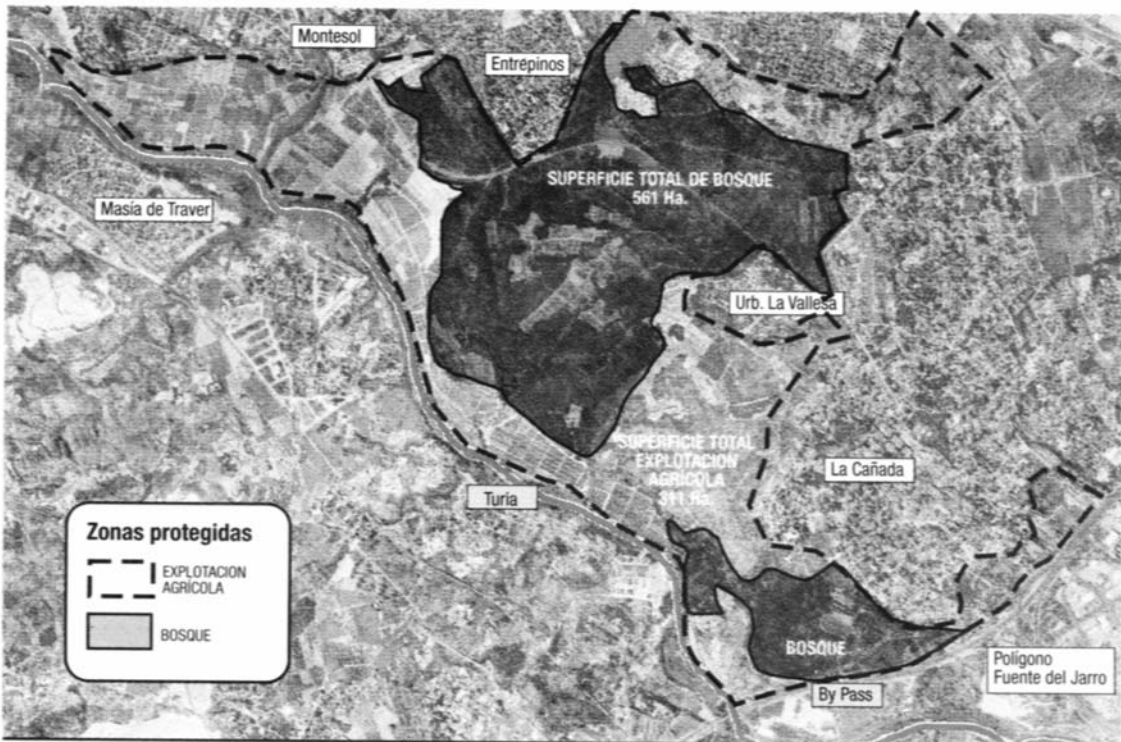 Montesol
Entrepinos
SUPERFICIE TOTAL DE BOSQUE
561 Ha.
Masía de Traver
Urb. La Vallesa
SUPERFICIE TOTAL
EXPLOTACION
AGRÍCOLA
311 Ha.
La Cañada
Turia
Zonas protegidas
EXPLOTACION
AGRÍCOLA
BOSQUE
BOSQUE
By Pass
Polígono
Fuente del Jarro